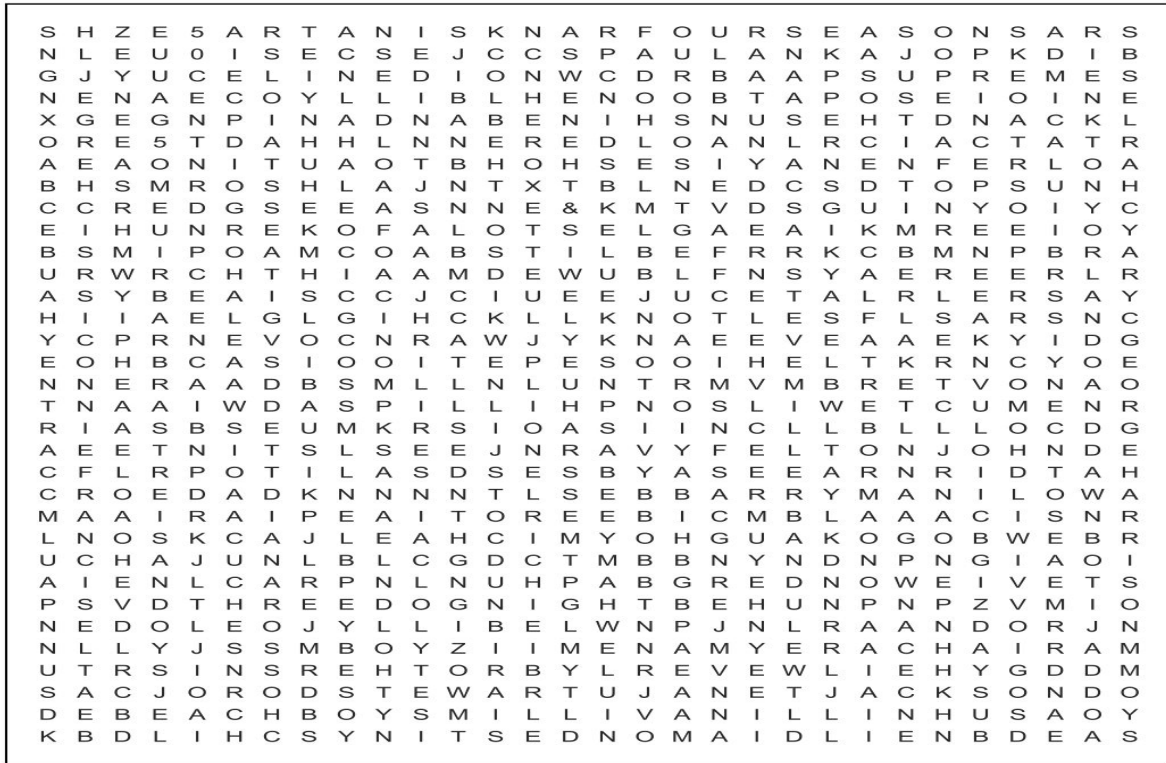 S H Z E 5 A R T A N I S K N A R F O U R S E A S O N S A R S
N L E U 0 I S E C S E J C C S P A U L A N K A J O P K D I B
G J Y U C E L I N E D I O N W C D R B A A P S U P R E M E S
N E N A E C O Y L L I B L H E N O O B T A P O S E I O I N E
X G E G N P I N A D N A B E N I H S N U S E H T D N A C K L
O R E 5 T D A H H L N N E R E D L O A N L R C I A C T A T R
A E A O N I T U A O T B H O H S E S I Y A N E N F E R L O A
B H S M R O S H L A J N T X T B L N E D C S D T O P S U N H
C C R E D G S E E A S N N E & K M T V D S G U I N Y O I Y C
E I H U N R E K O F A L O T S E L G A E A I K M R E E I O Y
B S M I P O A M C O A B S T I L B E F R R K C B M N P B R A
U R W R C H T H I A A M D E W U B L F N S Y A E R E E R L R
A S Y B E A I S C C J C I U E E J U C E T A L R L E R S A Y
H I I A E L G L G I H C K L L K N O T L E S F L S A R S N C
Y C P R N E V O C N R A W J Y K N A E E V E A A E K Y I D G
E O H B C A S I O O I T E P E S O O I H E L T K R N C Y O E
N N E R A A D B S M L L N L U N T R M V M B R E T V O N A O
T N A A I W D A S P I L L I H P N O S L I W E T C U M E N R
R I A S B S E U M K R S I O A S I I N C L L B L L L O C D G
A E E T N I T S L S E E J N R A V Y F E L T O N J O H N D E
C F L R P O T I L A S D S E S B Y A S E E A R N R I D T A H
C R O E D A D K N N N N T L S E B B A R R Y M A N I L O W A
M A A I R A I P E A I T O R E E B I C M B L A A A C I S N R
L N O S K C A J L E A H C I M Y O H G U A K O G O B W E B R
U C H A J U N L B L C G D C T M B B N Y N D N P N G I A O I
A I E N L C A R P N L N U H P A B G R E D N O W E I V E T S
P S V D T H R E E D O G N I G H T B E H U N P N P Z V M I O
N E D O L E O J Y L L I B E L W N P J N L R A A N D O R J N
N L L Y J S S M B O Y Z I I M E N A M Y E R A C H A I R A M
U T R S I N S R E H T O R B Y L R E V E W L I E H Y G D D M
S A C J O R O D S T E W A R T U J A N E T J A C K S O N D O
D E B E A C H B O Y S M I L L I V A N I L L I N H U S A O Y
K B D L I H C S Y N I T S E D N O M A I D L I E N B D E A S